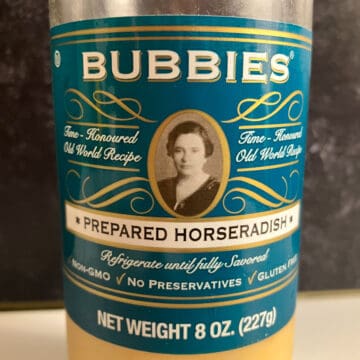 BUBBIES®
Time - Honoured
Old World Recipe
Time - Honoured
Old World Recipe
* PREPARED HORSERADISH *
Refrigerate until fully Savored
NON-GMO ✓ NO PRESERVATIVES ✓ GLUTEN FREE
NET WEIGHT 8 OZ. (227g)